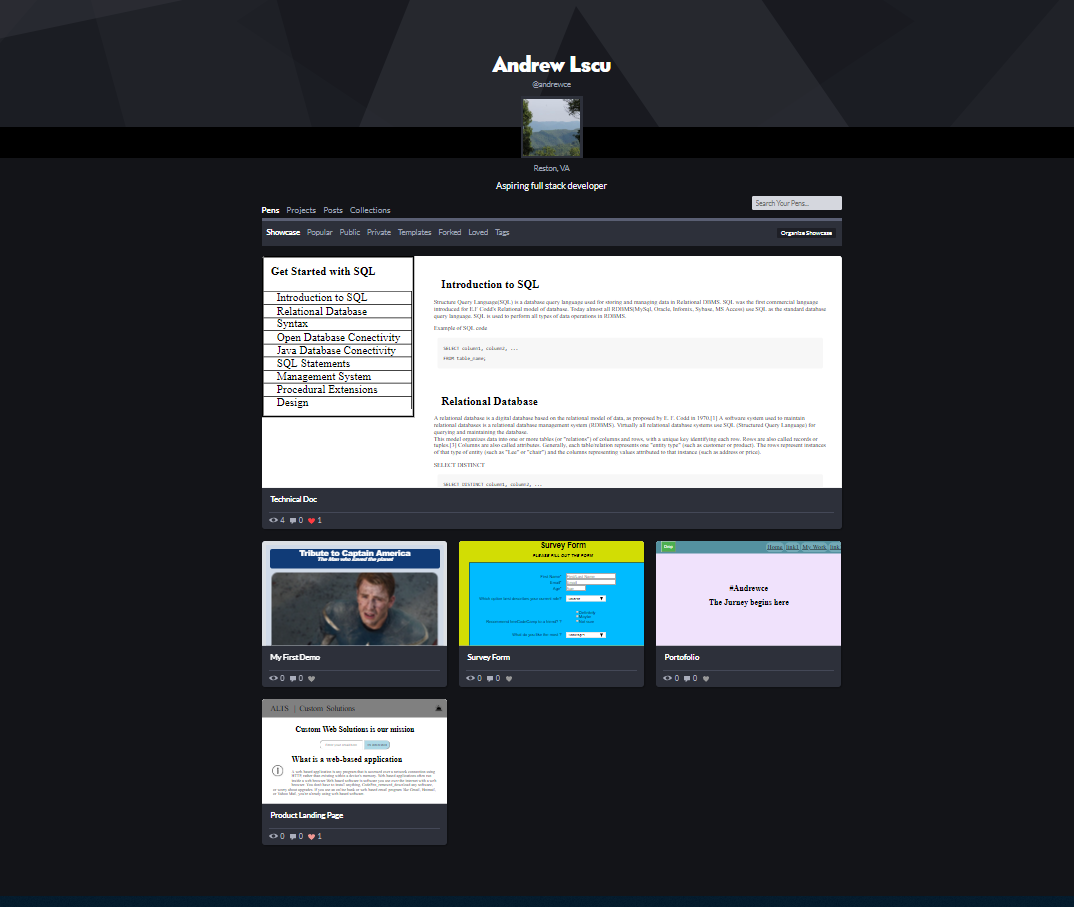 Andrew Lscu
@andrewce
Reston, VA
Aspiring full stack developer
Search Your Pens...
Pens Projects Posts Collections
Showcase Popular Public Private Templates Forked Loved Tags
Organize Showcase
Get Started with SQL
Introduction to SQL
Relational Database
Syntax
Open Database Conectivity
Java Database Conectivity
SQL Statements
Management System
Procedural Extensions
Design
Introduction to SQL
Structure Query Language(SQL) is a database query language used for storing and managing data in Relational DBMS. SQL was the first commercial language
introduced for E.F Codd's Relational model of database. Today almost all RDBMS(MySql, Oracle, Infomix, Sybase, MS Access) use SQL as the standard database
query language. SQL is used to perform all types of data operations in RDBMS.
Example of SQL code
SELECT column1, column2, ...
FROM table_name;
Relational Database
A relational database is a digital database based on the relational model of data, as proposed by E. F. Codd in 1970.[1] A software system used to maintain
relational databases is a relational database management system (RDBMS). Virtually all relational database systems use SQL (Structured Query Language) for
querying and maintaining the database.
This model organizes data into one or more tables (or "relations") of columns and rows, with a unique key identifying each row. Rows are also called records or
tuples.[3] Columns are also called attributes. Generally, each table/relation represents one "entity type" (such as customer or product). The rows represent instances
of that type of entity (such as "Lee" or "chair") and the columns representing values attributed to that instance (such as address or price).
SELECT DISTINCT
SELECT DISTINCT column1, column2, ...
Technical Doc
4 0 1
Tribute to Captain America
The Man who saved the planet
My First Demo
0 0
Survey Form
PLEASE FILL OUT THE FORM
First Name*
Email*
Age*
Survey Form
0 0
Home link1 My Work link
#Andrewce
The Jurney begins here
Portofolio
0 0
ALTS | Custom Solutions
Custom Web Solutions is our mission
What is a web-based application
Product Landing Page
0 0 1